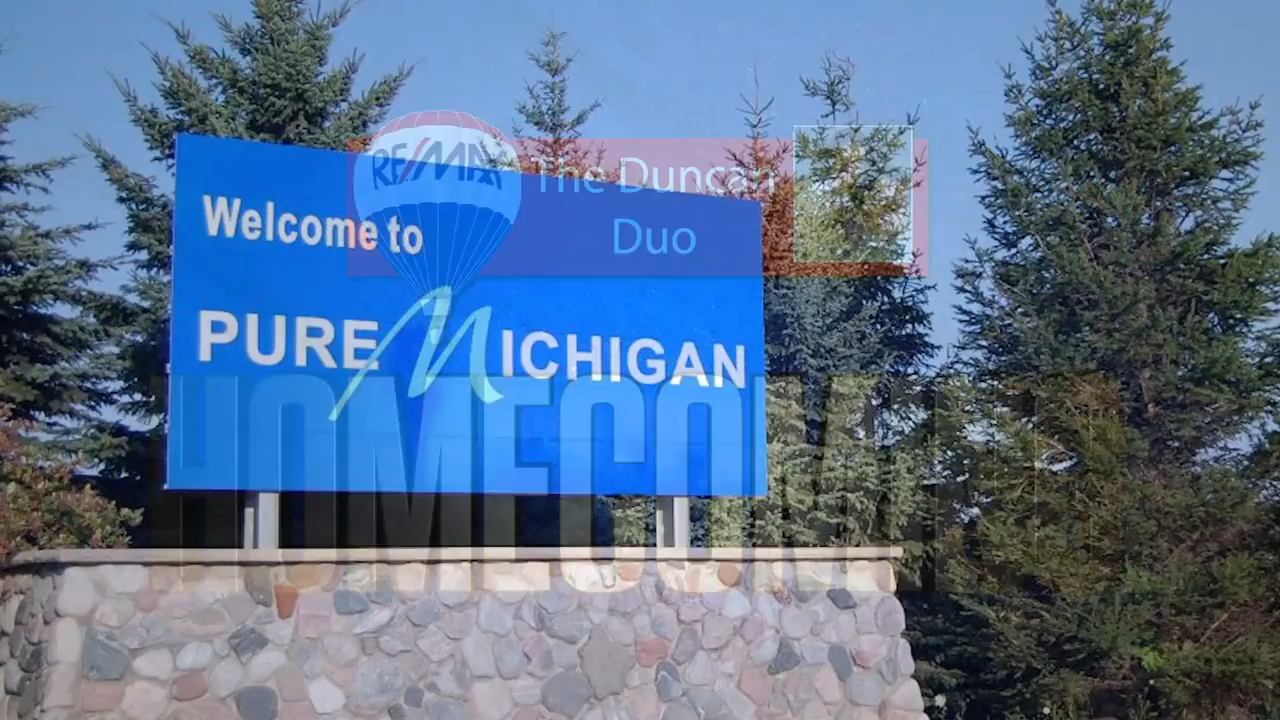 Welcome to
PURE MICHIGAN
RE/MAX
The Duncan
Duo